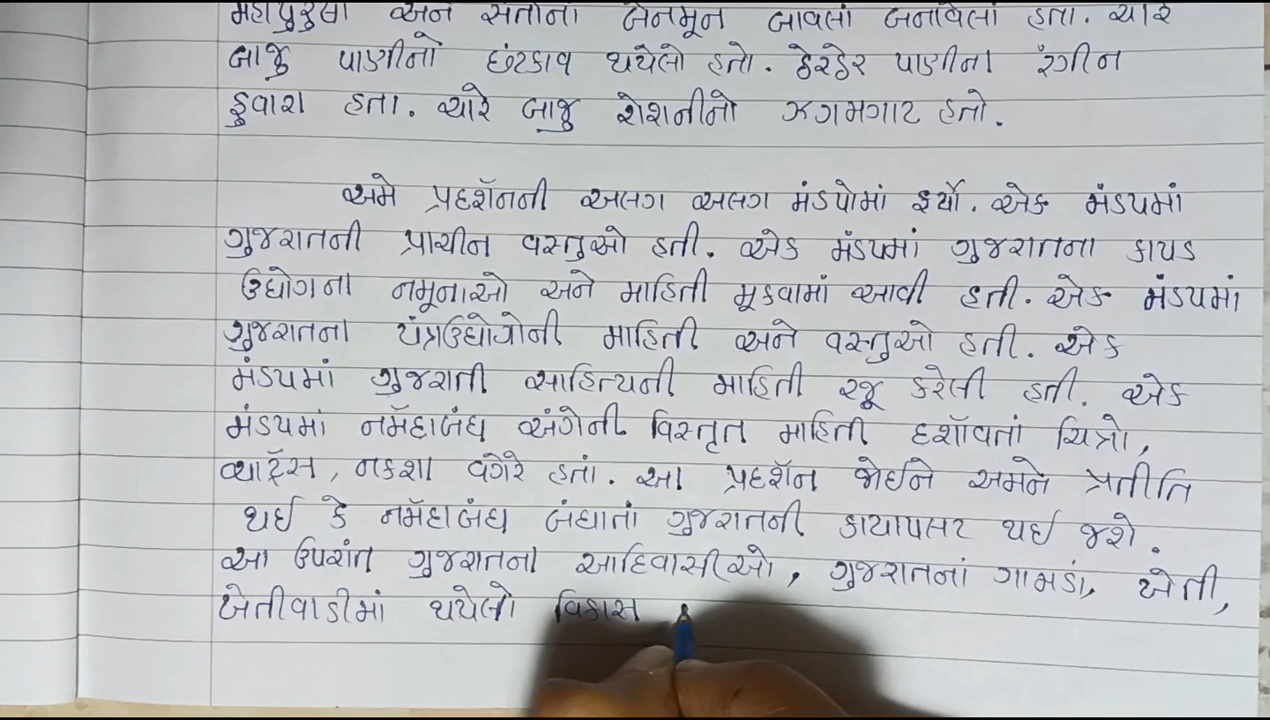 મહાપુરુષો અને સંતોના બેનમૂન બાવલાં બનાવેલાં હતા. ચારે
બાજુ પાણીનો છંટકાવ થયેલો હતો. ઠેરઠેર પાણીના રંગીન
ફુવારા હતા. ચારે બાજુ રોશનીનો ઝગમગાટ હતો.
અમે પ્રદર્શનની અલગ અલગ મંડપોમાં ફર્યા. એક મંડપમાં
ગુજરાતની પ્રાચીન વસ્તુઓ હતી. એક મંડપમાં ગુજરાતના કાપડ
ઉદ્યોગના નમૂનાઓ અને માહિતી મૂકવામાં આવી હતી. એક મંડપમાં
ગુજરાતના યંત્રઉદ્યોગોની માહિતી અને વસ્તુઓ હતી. એક
મંડપમાં ગુજરાતી સાહિત્યની માહિતી રજૂ કરેલી હતી. એક
મંડપમાં નર્મદાબંધ અંગેની વિસ્તૃત માહિતી દર્શાવતાં ચિત્રો,
ચાર્ટ્સ, નકશા વગેરે હતાં. આ પ્રદર્શન જોઈને અમને પ્રતીતિ
થઈ કે નર્મદાબંધ બંધાતાં ગુજરાતની કાયાપલટ થઈ જશે.
આ ઉપરાંત ગુજરાતના આદિવાસીઓ, ગુજરાતનાં ગામડાં, ખેતી,
ખેતીવાડીમાં થયેલો વિકાસ